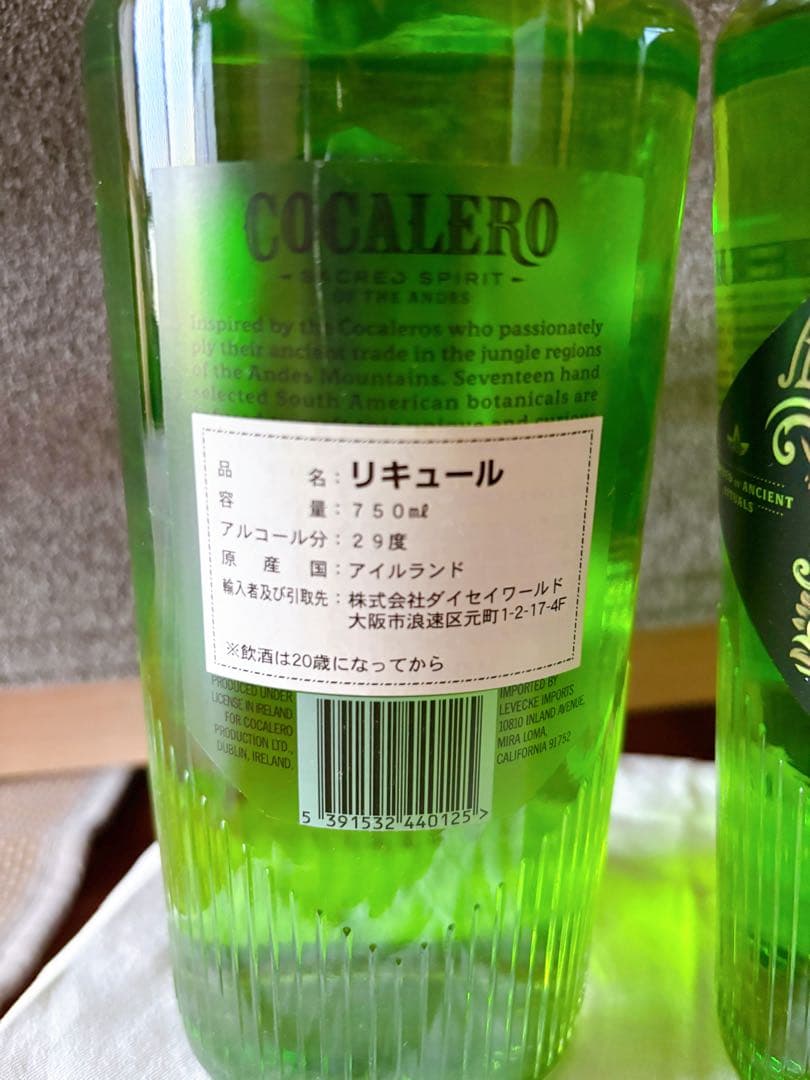 COCALERO
SACRED SPIRIT
OF THE ANDES
Inspired by the Cocaleros who passionately
ply their ancient trade in the jungle regions
of the Andes Mountains. Seventeen hand
selected South American botanicals are
品名：リキュール
容量：７５０㎖
アルコール分：２９度
原産国：アイルランド
輸入者及び引取先：株式会社ダイセイワールド
大阪市浪速区元町1-2-17-4F
※飲酒は20歳になってから
PRODUCED UNDER
LICENSE IN IRELAND
FOR COCALERO
PRODUCTION LTD.,
DUBLIN, IRELAND.
IMPORTED BY
LEVECKE IMPORTS
10810 INLAND AVENUE,
MIRA LOMA,
CALIFORNIA 91752
5 391532 440125 >
ANCIENT
RITUALS